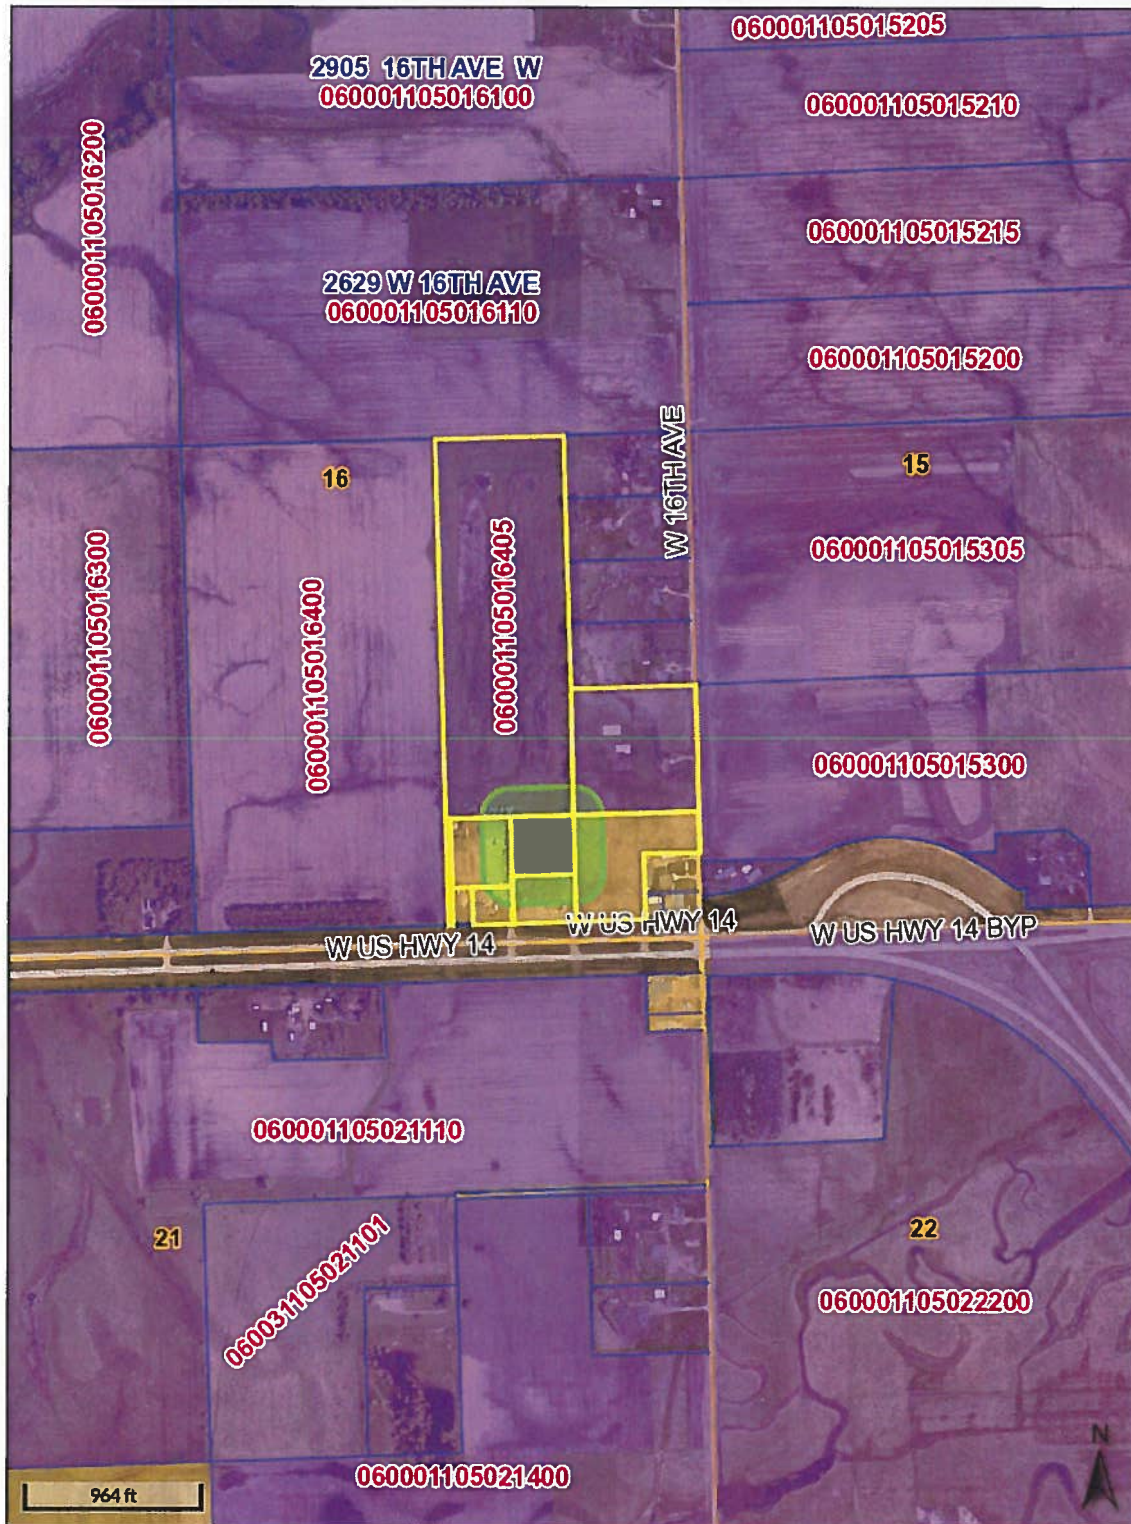 060001105015205
2905 16TH AVE W
060001105016100
060001105015210
060001105016200
060001105015215
2629 W 16TH AVE
060001105016110
060001105015200
W 16TH AVE
16
15
060001105016405
060001105015305
060001105016300
060001105016400
060001105015300
W US HWY 14
W US HWY 14
W US HWY 14 BYP
060001105021110
21
22
060031105021101
060001105022200
N
060001105021400
964 ft